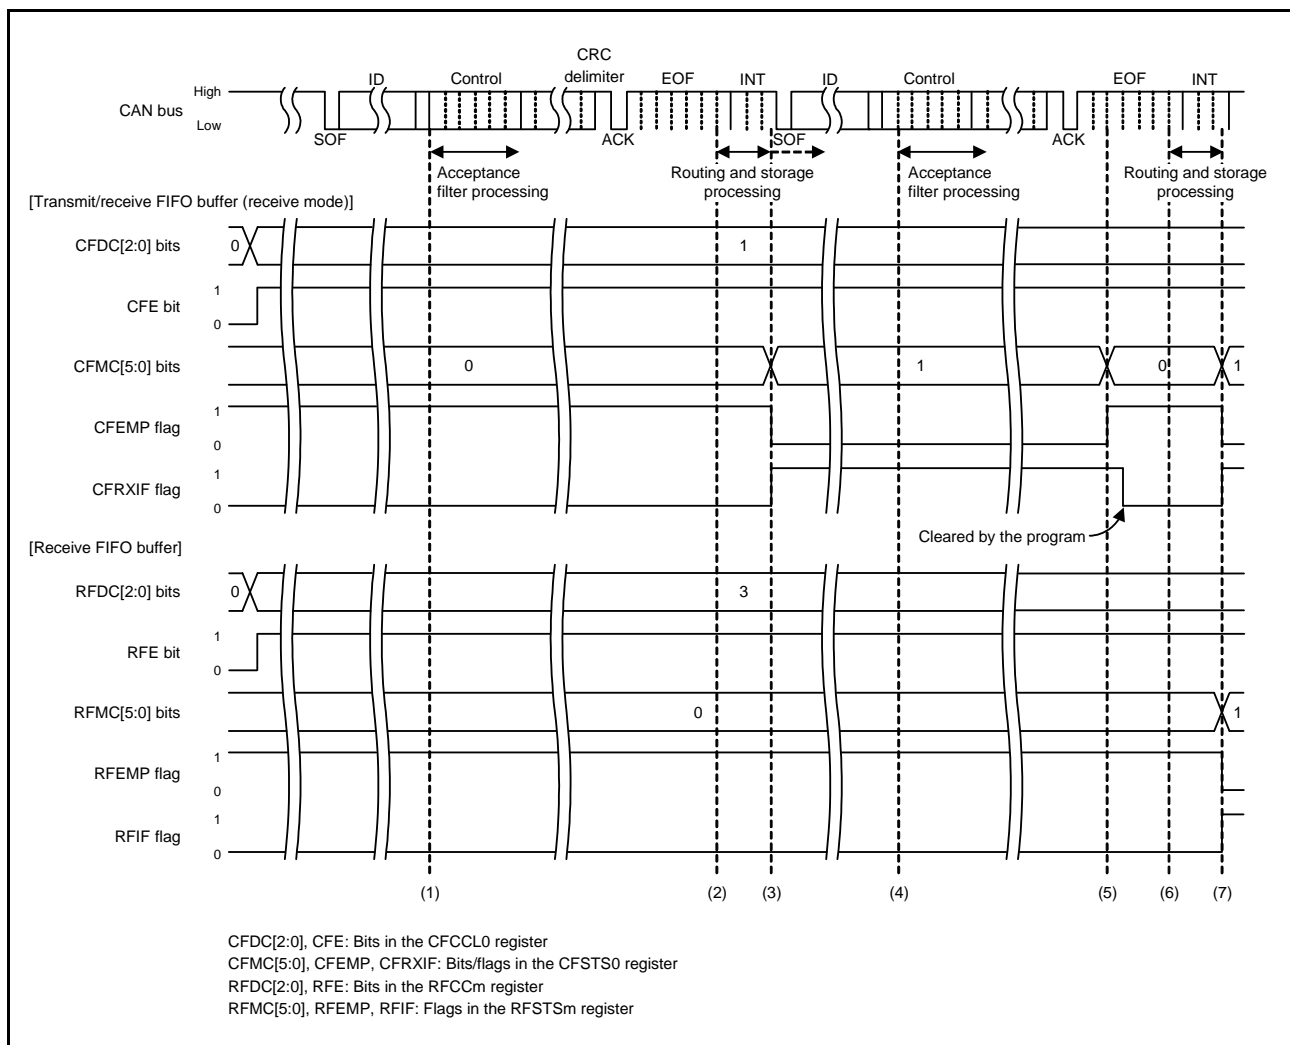 CRC
ID Control delimiter EOF INT ID Control EOF INT
High
CAN bus
Low
SOF ACK SOF ACK
Acceptance Routing and storage Acceptance Routing and storage
filter processing processing filter processing processing
[Transmit/receive FIFO buffer (receive mode)]
CFDC[2:0] bits 0 1
1
CFE bit
0
CFMC[5:0] bits 0 1 0 1
1
CFEMP flag
0
1
CFRXIF flag
0
Cleared by the program
[Receive FIFO buffer]
RFDC[2:0] bits 0 3
1
RFE bit
0
RFMC[5:0] bits 0 1
1
RFEMP flag
0
1
RFIF flag
0
(1) (2) (3) (4) (5) (6) (7)
CFDC[2:0], CFE: Bits in the CFCCL0 register
CFMC[5:0], CFEMP, CFRXIF: Bits/flags in the CFSTS0 register
RFDC[2:0], RFE: Bits in the RFCCm register
RFMC[5:0], RFEMP, RFIF: Flags in the RFSTSm register